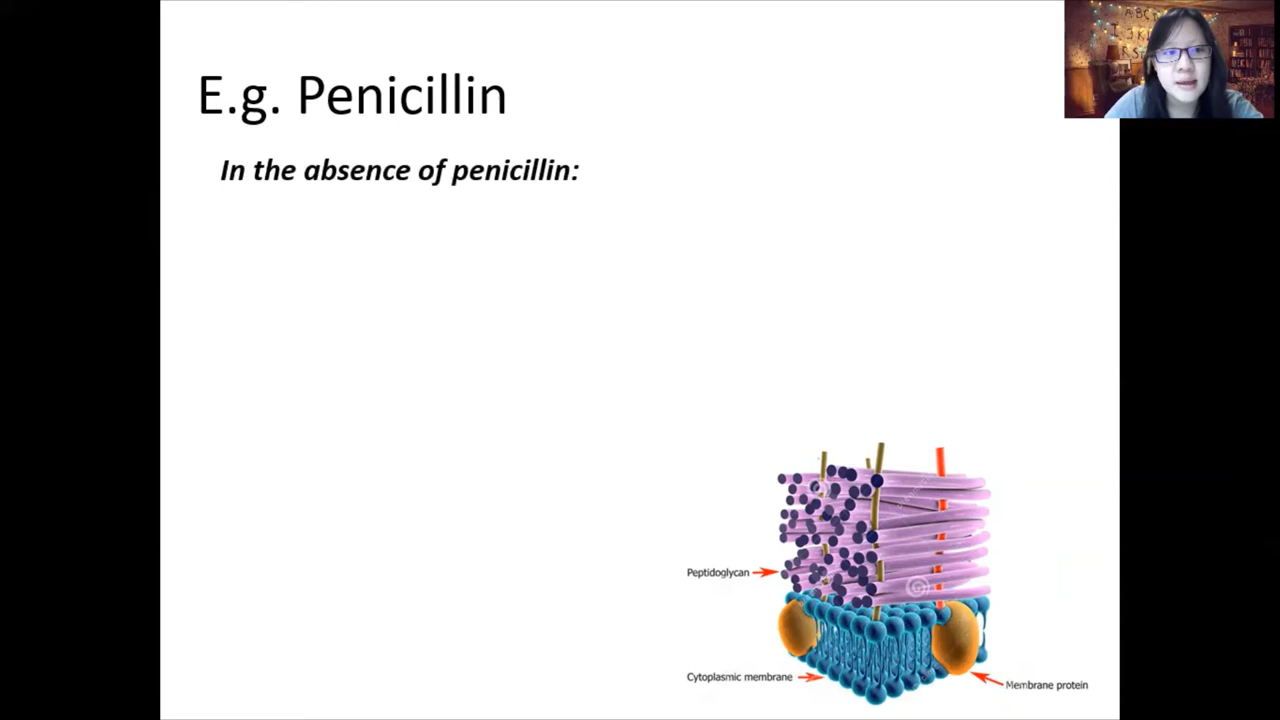 E.g. Penicillin
In the absence of penicillin:
Peptidoglycan
Cytoplasmic membrane
Membrane protein